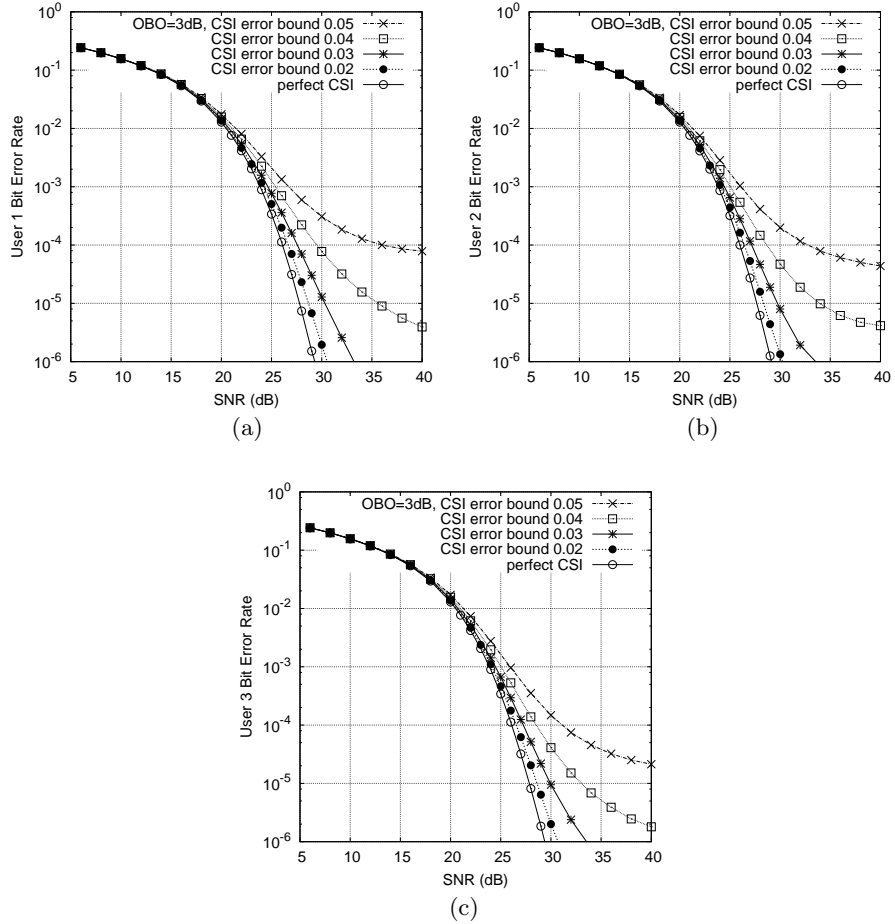 OBO=3dB, CSI error bound 0.05
CSI error bound 0.04
CSI error bound 0.03
CSI error bound 0.02
perfect CSI
User 1 Bit Error Rate
10^0
10^-1
10^-2
10^-3
10^-4
10^-5
10^-6
5 10 15 20 25 30 35 40
SNR (dB)
(a)
OBO=3dB, CSI error bound 0.05
CSI error bound 0.04
CSI error bound 0.03
CSI error bound 0.02
perfect CSI
User 2 Bit Error Rate
10^0
10^-1
10^-2
10^-3
10^-4
10^-5
10^-6
5 10 15 20 25 30 35 40
SNR (dB)
(b)
OBO=3dB, CSI error bound 0.05
CSI error bound 0.04
CSI error bound 0.03
CSI error bound 0.02
perfect CSI
User 3 Bit Error Rate
10^0
10^-1
10^-2
10^-3
10^-4
10^-5
10^-6
5 10 15 20 25 30 35 40
SNR (dB)
(c)